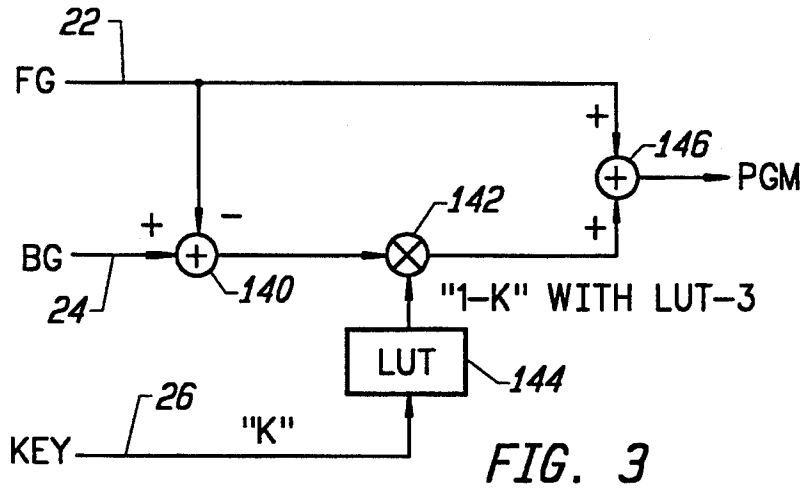 22
FG
+
146
+
PGM
+
−
142
+
BG
+
24
140
"1-K" WITH LUT-3
LUT
144
26
"K"
KEY
FIG. 3